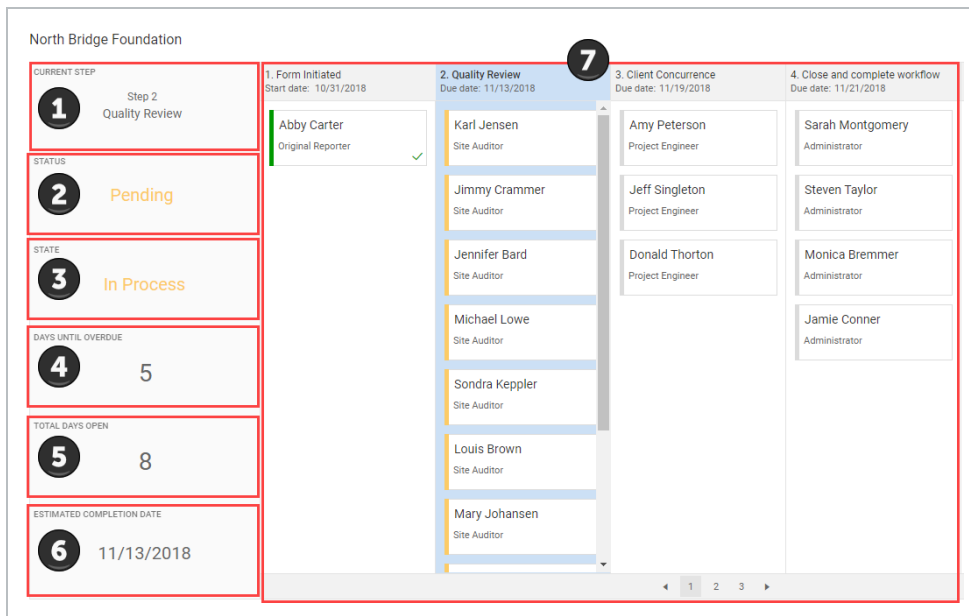 North Bridge Foundation
7
CURRENT STEP
1
Step 2
Quality Review
STATUS
2
Pending
STATE
3
In Process
DAYS UNTIL OVERDUE
4
5
TOTAL DAYS OPEN
5
8
ESTIMATED COMPLETION DATE
6
11/13/2018
1. Form Initiated
Start date: 10/31/2018
Abby Carter
Original Reporter
2. Quality Review
Due date: 11/13/2018
Karl Jensen
Site Auditor
Jimmy Crammer
Site Auditor
Jennifer Bard
Site Auditor
Michael Lowe
Site Auditor
Sondra Keppler
Site Auditor
Louis Brown
Site Auditor
Mary Johansen
Site Auditor
3. Client Concurrence
Due date: 11/19/2018
Amy Peterson
Project Engineer
Jeff Singleton
Project Engineer
Donald Thorton
Project Engineer
4. Close and complete workflow
Due date: 11/21/2018
Sarah Montgomery
Administrator
Steven Taylor
Administrator
Monica Bremmer
Administrator
Jamie Conner
Administrator
1 2 3